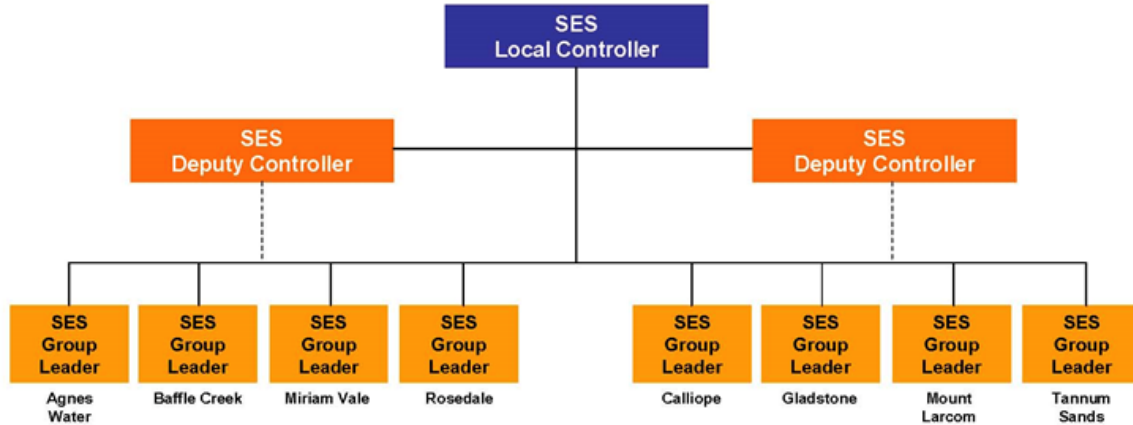 SES
Local Controller
SES
Deputy Controller
SES
Deputy Controller
SES
Group
Leader
Agnes
Water
SES
Group
Leader
Baffle Creek
SES
Group
Leader
Miriam Vale
SES
Group
Leader
Rosedale
SES
Group
Leader
Calliope
SES
Group
Leader
Gladstone
SES
Group
Leader
Mount
Larcom
SES
Group
Leader
Tannum
Sands